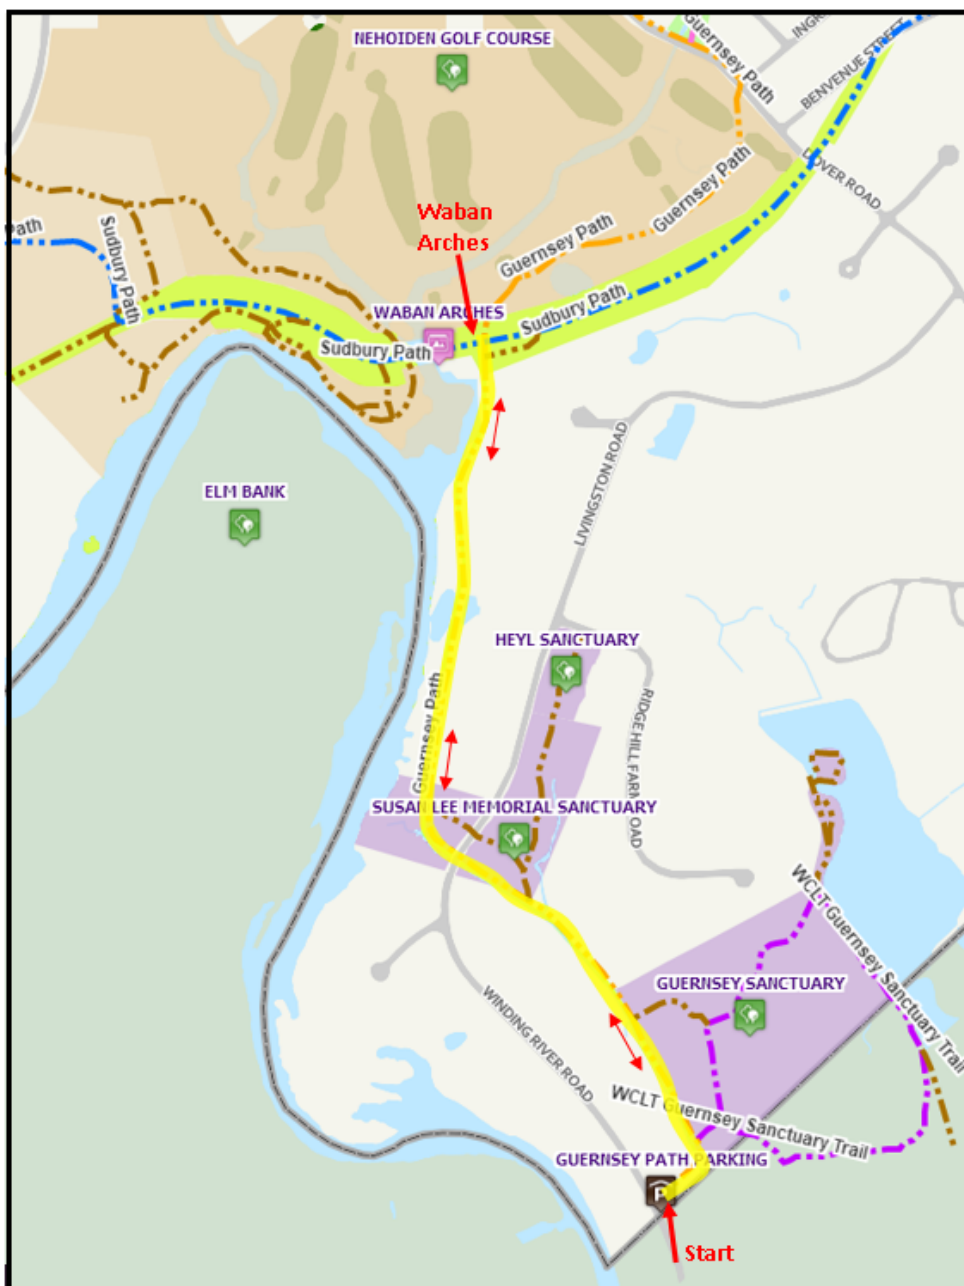 NEHOIDEN GOLF COURSE
Guernsey Path
INGR
BENVENUE STREET
DOVER ROAD
Guernsey Path
Waban
Arches
Guernsey Path
Path
Sudbury Path
WABAN ARCHES
Sudbury Path
Sudbury Path
LIVINGSTON ROAD
ELM BANK
HEYL SANCTUARY
Guernsey Path
RIDGE HILL FARM ROAD
SUSAN LEE MEMORIAL SANCTUARY
WCLT Guernsey Sanctuary Trail
GUERNSEY SANCTUARY
WINDING RIVER ROAD
WCLT Guernsey Sanctuary Trail
GUERNSEY PATH PARKING
P
Start